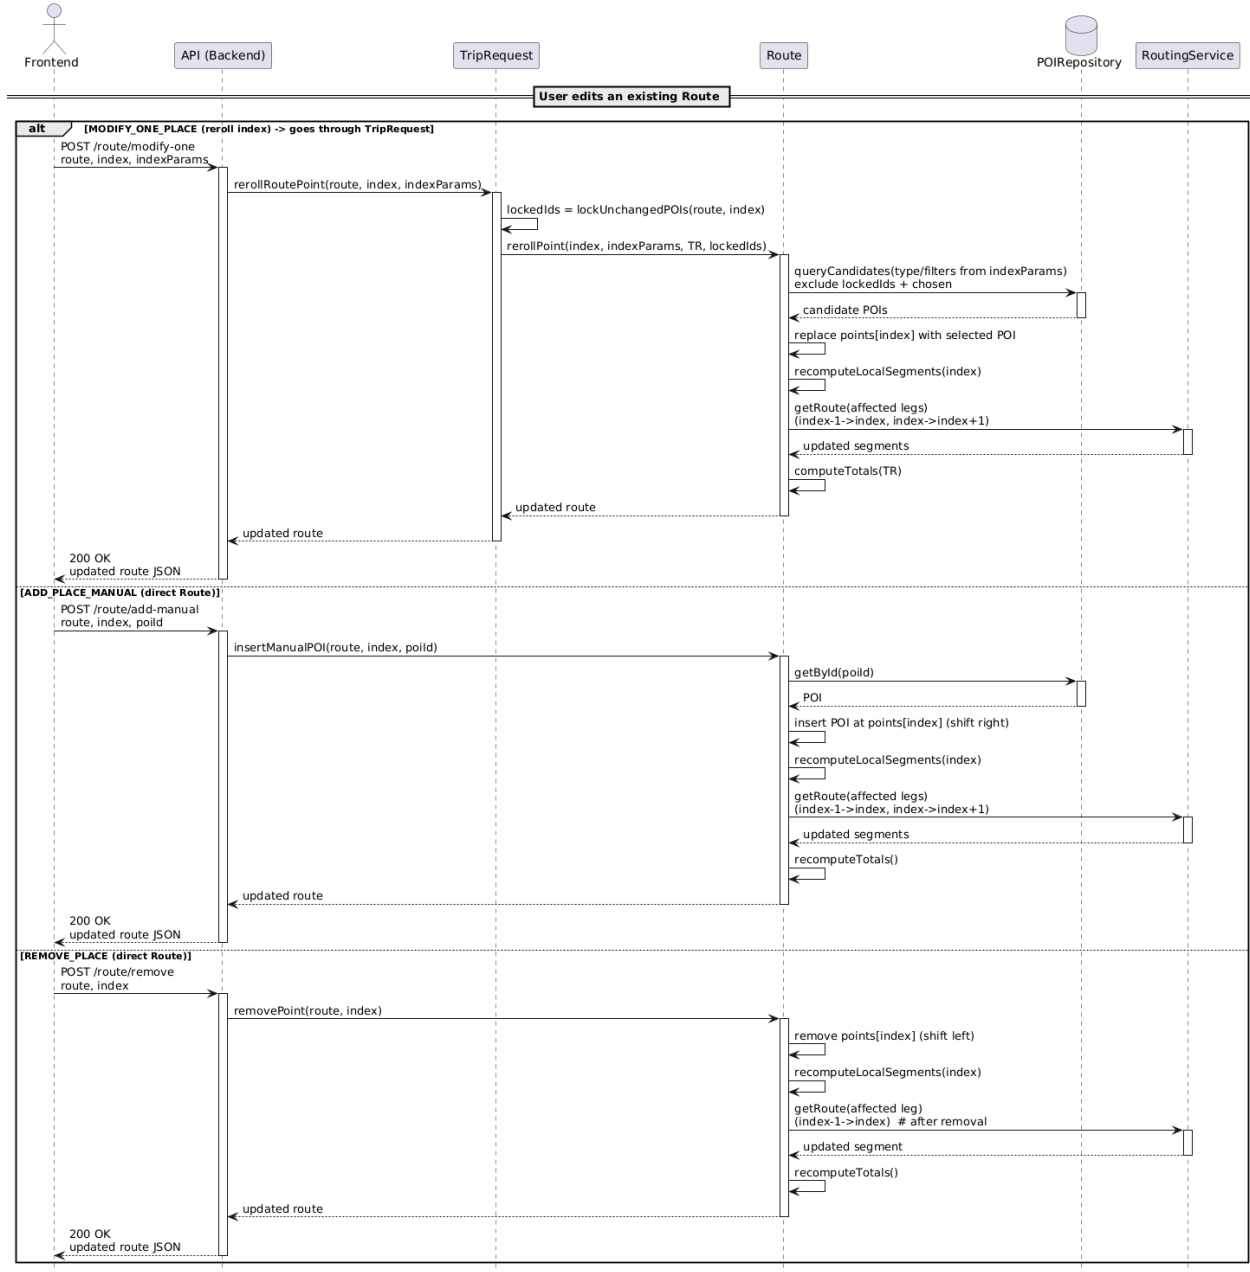 Frontend
API (Backend)
TripRequest
Route
POIRepository
RoutingService
User edits an existing Route
alt
[MODIFY_ONE_PLACE (reroll index) -> goes through TripRequest]
POST /route/modify-one
route, index, indexParams
rerollRoutePoint(route, index, indexParams)
lockedIds = lockUnchangedPOIs(route, index)
rerollPoint(index, indexParams, TR, lockedIds)
queryCandidates(type/filters from indexParams)
exclude lockedIds + chosen
candidate POIs
replace points[index] with selected POI
recomputeLocalSegments(index)
getRoute(affected legs)
(index-1->index, index->index+1)
updated segments
computeTotals(TR)
updated route
updated route
200 OK
updated route JSON
[ADD_PLACE_MANUAL (direct Route)]
POST /route/add-manual
route, index, poiId
insertManualPOI(route, index, poiId)
getById(poiId)
POI
insert POI at points[index] (shift right)
recomputeLocalSegments(index)
getRoute(affected legs)
(index-1->index, index->index+1)
updated segments
recomputeTotals()
updated route
200 OK
updated route JSON
[REMOVE_PLACE (direct Route)]
POST /route/remove
route, index
removePoint(route, index)
remove points[index] (shift left)
recomputeLocalSegments(index)
getRoute(affected leg)
(index-1->index)  # after removal
updated segment
recomputeTotals()
updated route
200 OK
updated route JSON